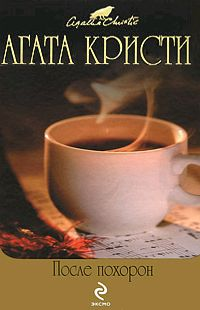 Agatha Christie
АГАТА КРИСТИ
После похорон
ЭКСМО